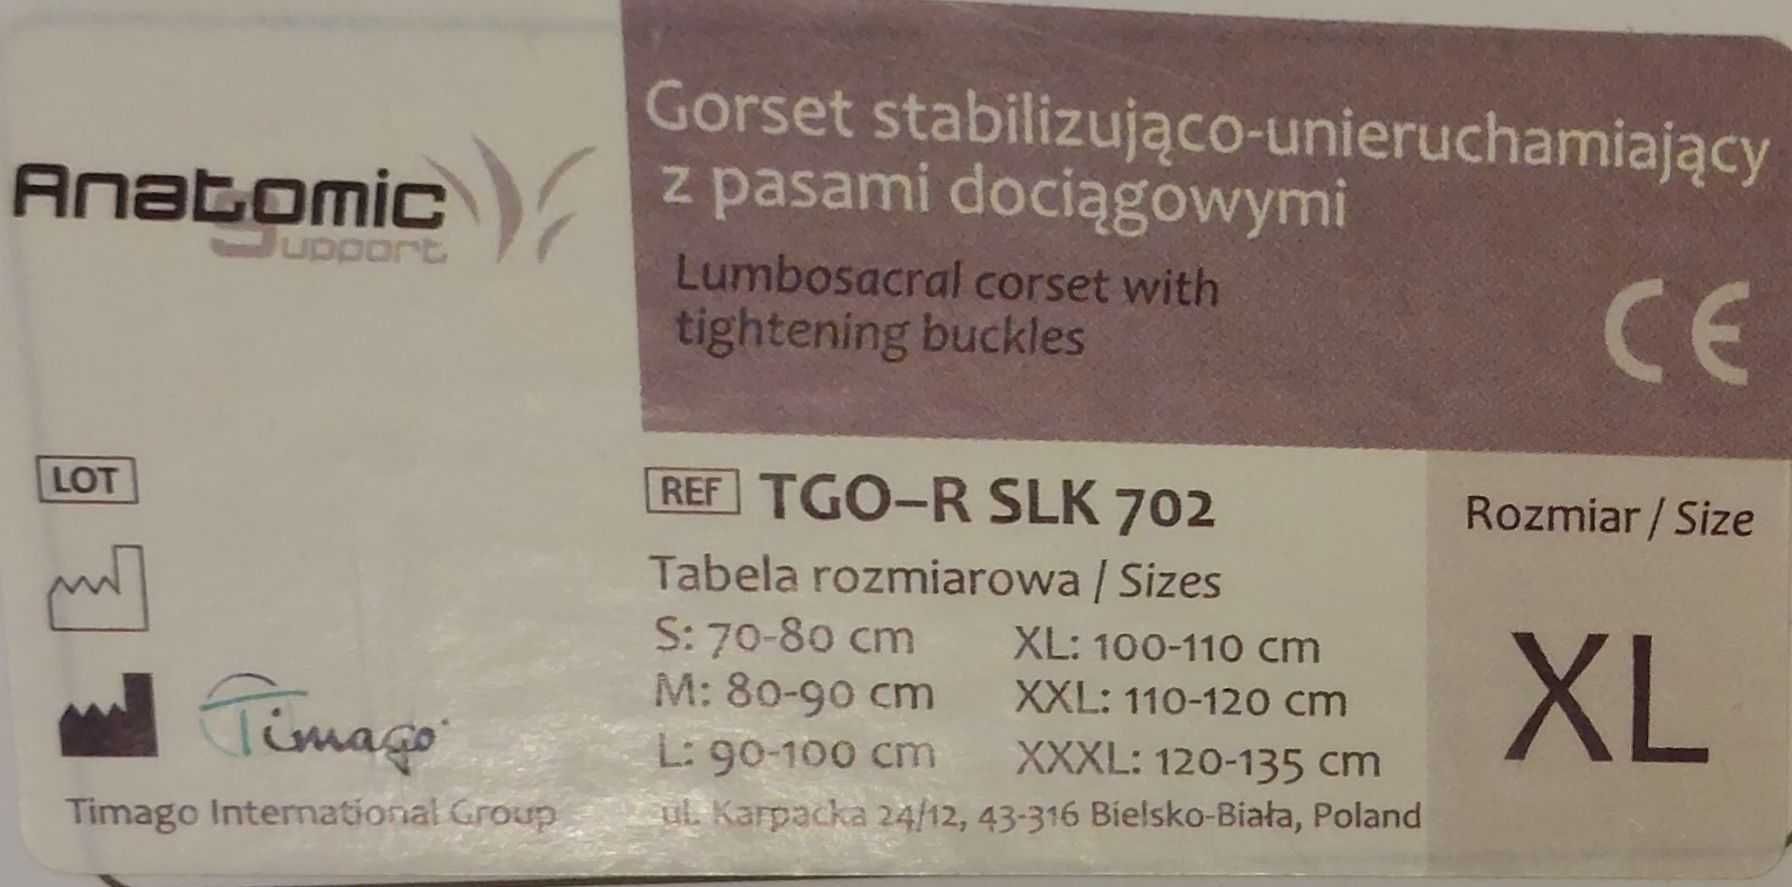 Anatomic
Support
Gorset stabilizująco-unieruchamiający
z pasami dociągowymi
Lumbosacral corset with
tightening buckles
CE
LOT
REF TGO–R SLK 702
Tabela rozmiarowa / Sizes
S: 70-80 cm XL: 100-110 cm
M: 80-90 cm XXL: 110-120 cm
L: 90-100 cm XXXL: 120-135 cm
Rozmiar / Size
XL
Timago
Timago International Group ul. Karpacka 24/12, 43-316 Bielsko-Biała, Poland